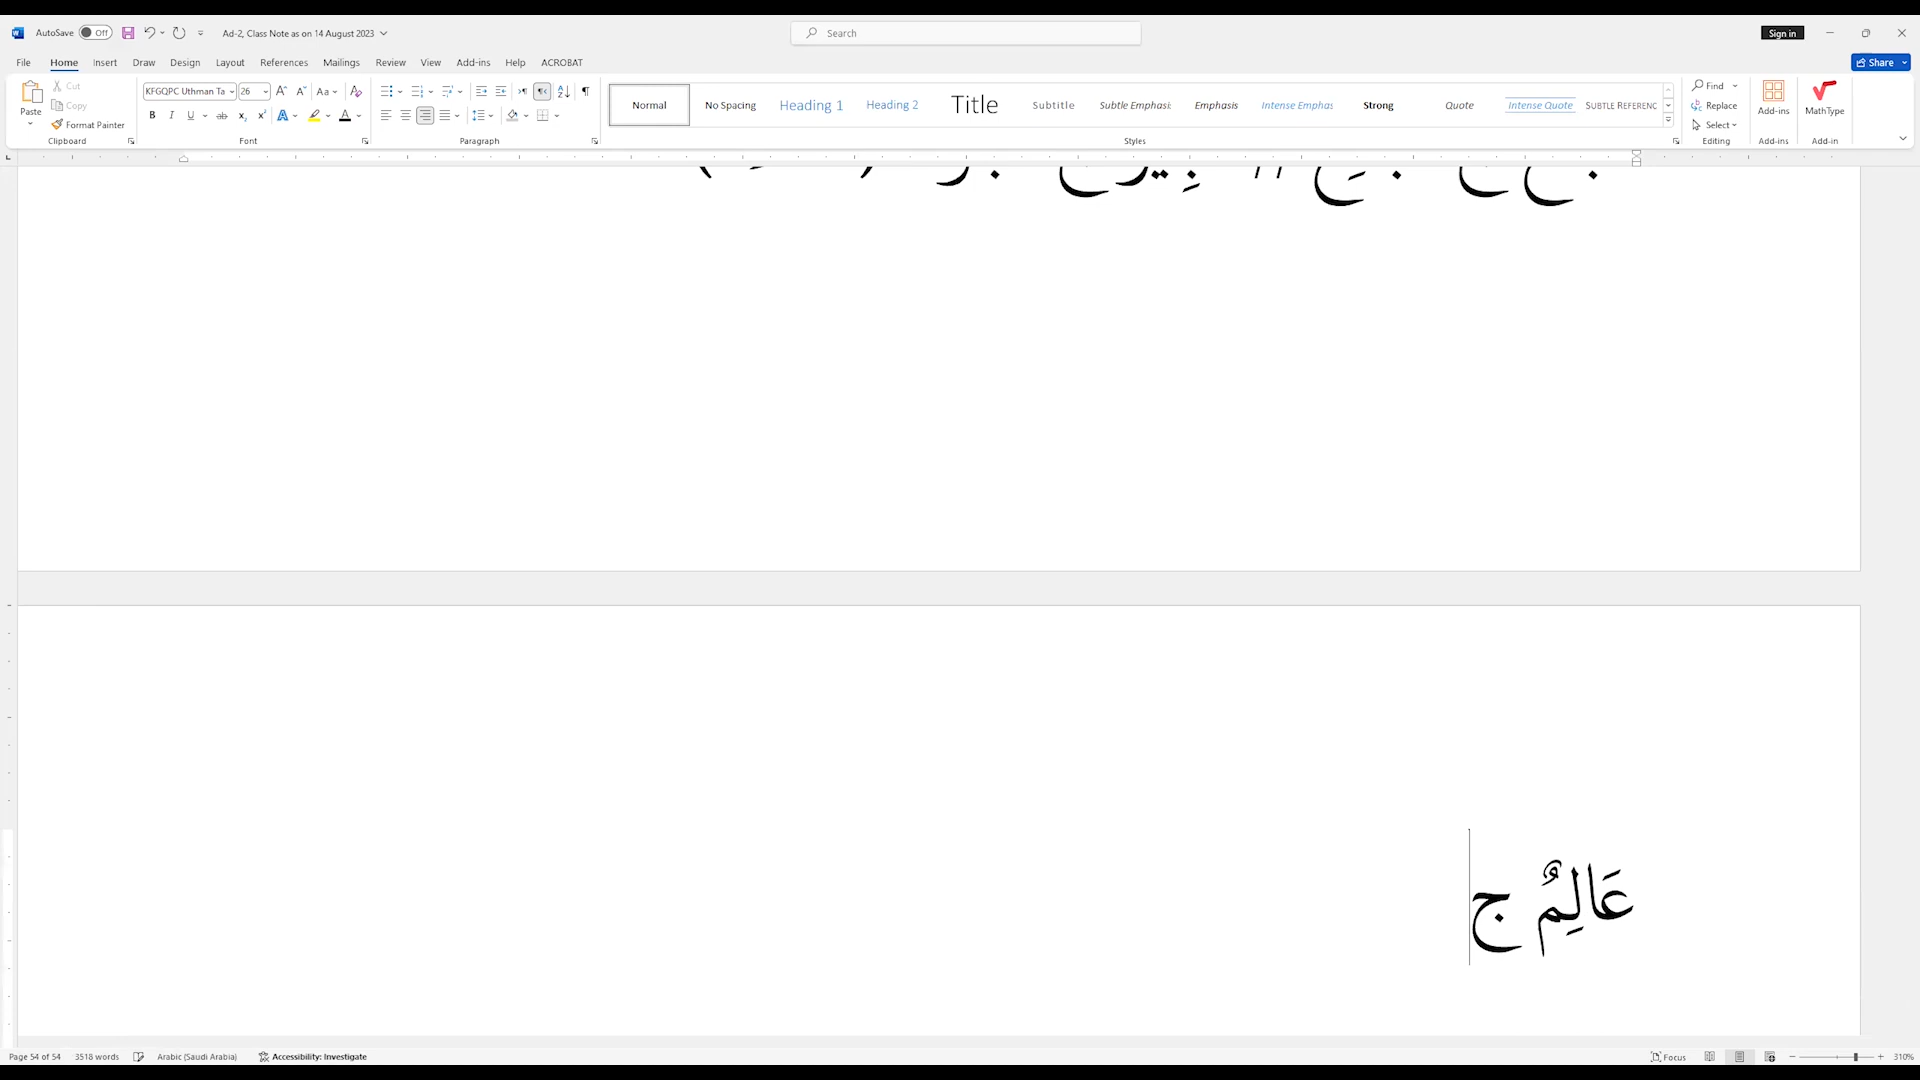 AutoSave Off Ad-2, Class Note as on 14 August 2023 Search Sign in
File Home Insert Draw Design Layout References Mailings Review View Add-ins Help ACROBAT Share
Paste Cut Copy Format Painter
KFGQPC Uthman Ta 26
Normal No Spacing Heading 1 Heading 2 Title Subtitle Subtle Emphasi: Emphasis Intense Emphas Strong Quote Intense Quote SUBTLE REFERENC
Find Replace Select
Add-ins MathType
Clipboard Font Paragraph Styles Editing Add-ins Add-in
عَالِمٌ ج
Page 54 of 54 3518 words Arabic (Saudi Arabia) Accessibility: Investigate Focus 310%